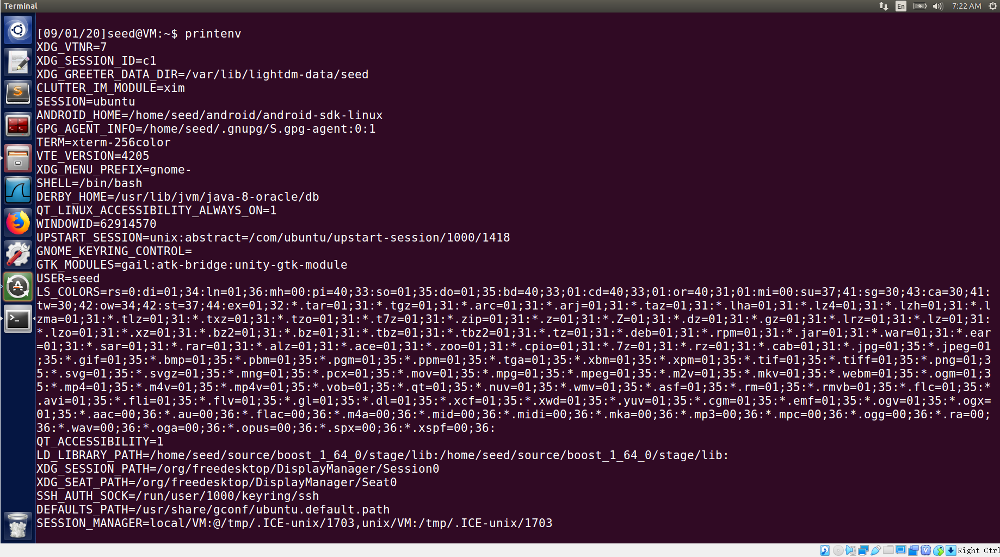 Terminal
En
7:22 AM
[09/01/20]seed@VM:~$ printenv
XDG_VTNR=7
XDG_SESSION_ID=c1
XDG_GREETER_DATA_DIR=/var/lib/lightdm-data/seed
CLUTTER_IM_MODULE=xim
SESSION=ubuntu
ANDROID_HOME=/home/seed/android/android-sdk-linux
GPG_AGENT_INFO=/home/seed/.gnupg/S.gpg-agent:0:1
TERM=xterm-256color
VTE_VERSION=4205
XDG_MENU_PREFIX=gnome-
SHELL=/bin/bash
DERBY_HOME=/usr/lib/jvm/java-8-oracle/db
QT_LINUX_ACCESSIBILITY_ALWAYS_ON=1
WINDOWID=62914570
UPSTART_SESSION=unix:abstract=/com/ubuntu/upstart-session/1000/1418
GNOME_KEYRING_CONTROL=
GTK_MODULES=gail:atk-bridge:unity-gtk-module
USER=seed
LS_COLORS=rs=0:di=01;34:ln=01;36:mh=00:pi=40;33:so=01;35:do=01;35:bd=40;33;01:cd=40;33;01:or=40;31;01:mi=00:su=37;41:sg=30;43:ca=30;41:
tw=30;42:ow=34;42:st=37;44:ex=01;32:*.tar=01;31:*.tgz=01;31:*.arc=01;31:*.arj=01;31:*.taz=01;31:*.lha=01;31:*.lz4=01;31:*.lzh=01;31:*.l
zma=01;31:*.tlz=01;31:*.txz=01;31:*.tzo=01;31:*.t7z=01;31:*.zip=01;31:*.z=01;31:*.Z=01;31:*.dz=01;31:*.gz=01;31:*.lrz=01;31:*.lz=01;31:
*.lzo=01;31:*.xz=01;31:*.bz2=01;31:*.bz=01;31:*.tbz=01;31:*.tbz2=01;31:*.tz=01;31:*.deb=01;31:*.rpm=01;31:*.jar=01;31:*.war=01;31:*.ear
=01;31:*.sar=01;31:*.rar=01;31:*.alz=01;31:*.ace=01;31:*.zoo=01;31:*.cpio=01;31:*.7z=01;31:*.rz=01;31:*.cab=01;31:*.jpg=01;35:*.jpeg=01
;35:*.gif=01;35:*.bmp=01;35:*.pbm=01;35:*.pgm=01;35:*.ppm=01;35:*.tga=01;35:*.xbm=01;35:*.xpm=01;35:*.tif=01;35:*.tiff=01;35:*.png=01;3
5:*.svg=01;35:*.svgz=01;35:*.mng=01;35:*.pcx=01;35:*.mov=01;35:*.mpg=01;35:*.mpeg=01;35:*.m2v=01;35:*.mkv=01;35:*.webm=01;35:*.ogm=01;3
5:*.mp4=01;35:*.m4v=01;35:*.mp4v=01;35:*.vob=01;35:*.qt=01;35:*.nuv=01;35:*.wmv=01;35:*.asf=01;35:*.rm=01;35:*.rmvb=01;35:*.flc=01;35:*
.avi=01;35:*.fli=01;35:*.flv=01;35:*.gl=01;35:*.dl=01;35:*.xcf=01;35:*.xwd=01;35:*.yuv=01;35:*.cgm=01;35:*.emf=01;35:*.ogv=01;35:*.ogx=
01;35:*.aac=00;36:*.au=00;36:*.flac=00;36:*.m4a=00;36:*.mid=00;36:*.midi=00;36:*.mka=00;36:*.mp3=00;36:*.mpc=00;36:*.ogg=00;36:*.ra=00;
36:*.wav=00;36:*.oga=00;36:*.opus=00;36:*.spx=00;36:*.xspf=00;36:
QT_ACCESSIBILITY=1
LD_LIBRARY_PATH=/home/seed/source/boost_1_64_0/stage/lib:/home/seed/source/boost_1_64_0/stage/lib:
XDG_SESSION_PATH=/org/freedesktop/DisplayManager/Session0
XDG_SEAT_PATH=/org/freedesktop/DisplayManager/Seat0
SSH_AUTH_SOCK=/run/user/1000/keyring/ssh
DEFAULTS_PATH=/usr/share/gconf/ubuntu.default.path
SESSION_MANAGER=local/VM:@/tmp/.ICE-unix/1703,unix/VM:/tmp/.ICE-unix/1703
Right Ctrl